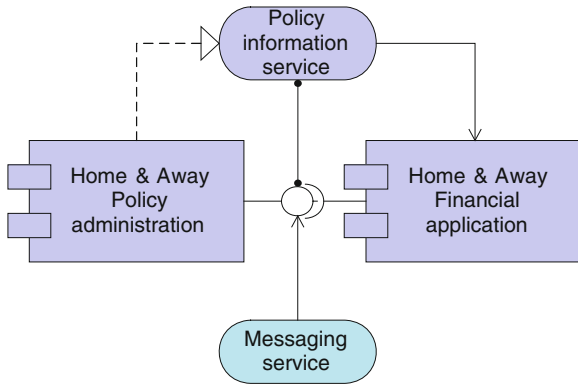 Policy
information
service
Home & Away
Policy
administration
Home & Away
Financial
application
Messaging
service